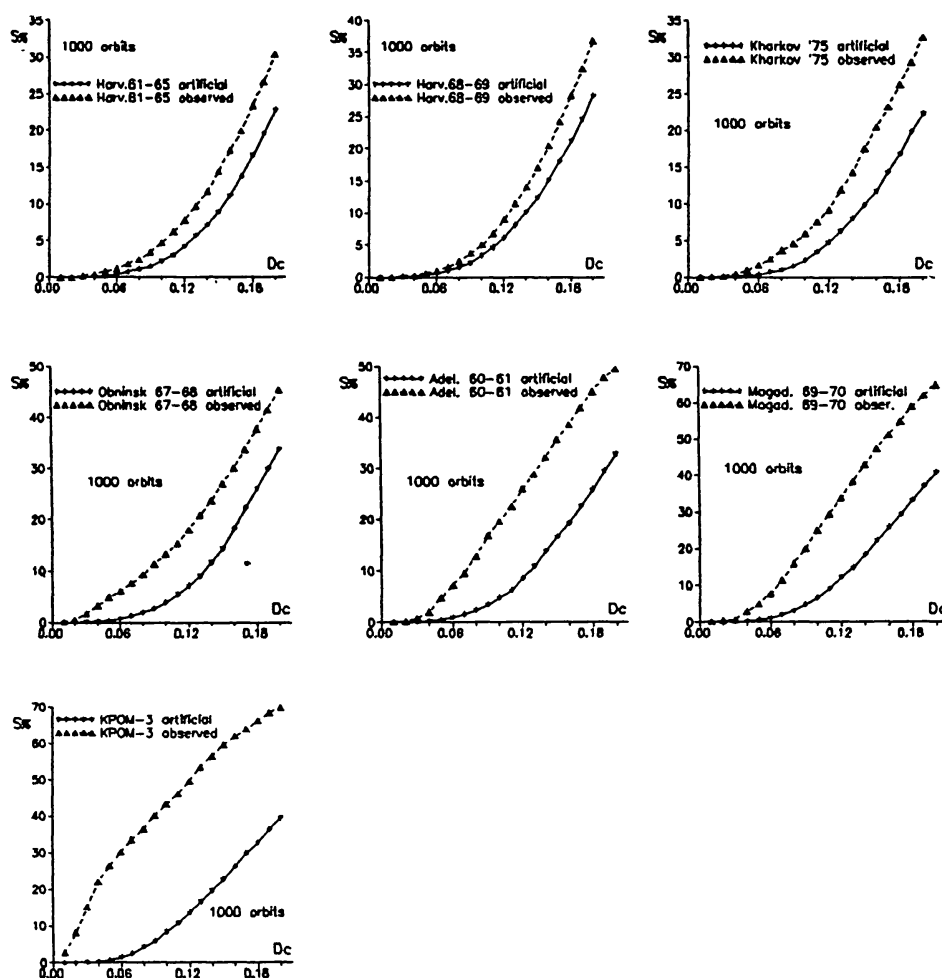 S%
35
30
25
20
15
10
5
0
1000 orbits
Harv.61-65 artificial
Harv.61-65 observed
Dc
0.00 0.06 0.12 0.18
S%
40
35
30
25
20
15
10
5
0
1000 orbits
Harv.68-69 artificial
Harv.68-69 observed
Dc
0.00 0.06 0.12 0.18
S%
35
30
25
20
15
10
5
0
Kharkov '75 artificial
Kharkov '75 observed
1000 orbits
Dc
0.00 0.06 0.12 0.18
S%
50
40
30
20
10
0
Obninsk 67-68 artificial
Obninsk 67-68 observed
1000 orbits
Dc
0.00 0.06 0.12 0.18
S%
50
40
30
20
10
0
Adel. 60-61 artificial
Adel. 60-61 observed
1000 orbits
Dc
0.00 0.06 0.12 0.18
S%
70
60
50
40
30
20
10
0
Mogad. 69-70 artificial
Mogad. 69-70 obser.
1000 orbits
Dc
0.00 0.06 0.12 0.18
S%
70
60
50
40
30
20
10
0
KPOM-3 artificial
KPOM-3 observed
1000 orbits
Dc
0.00 0.06 0.12 0.18